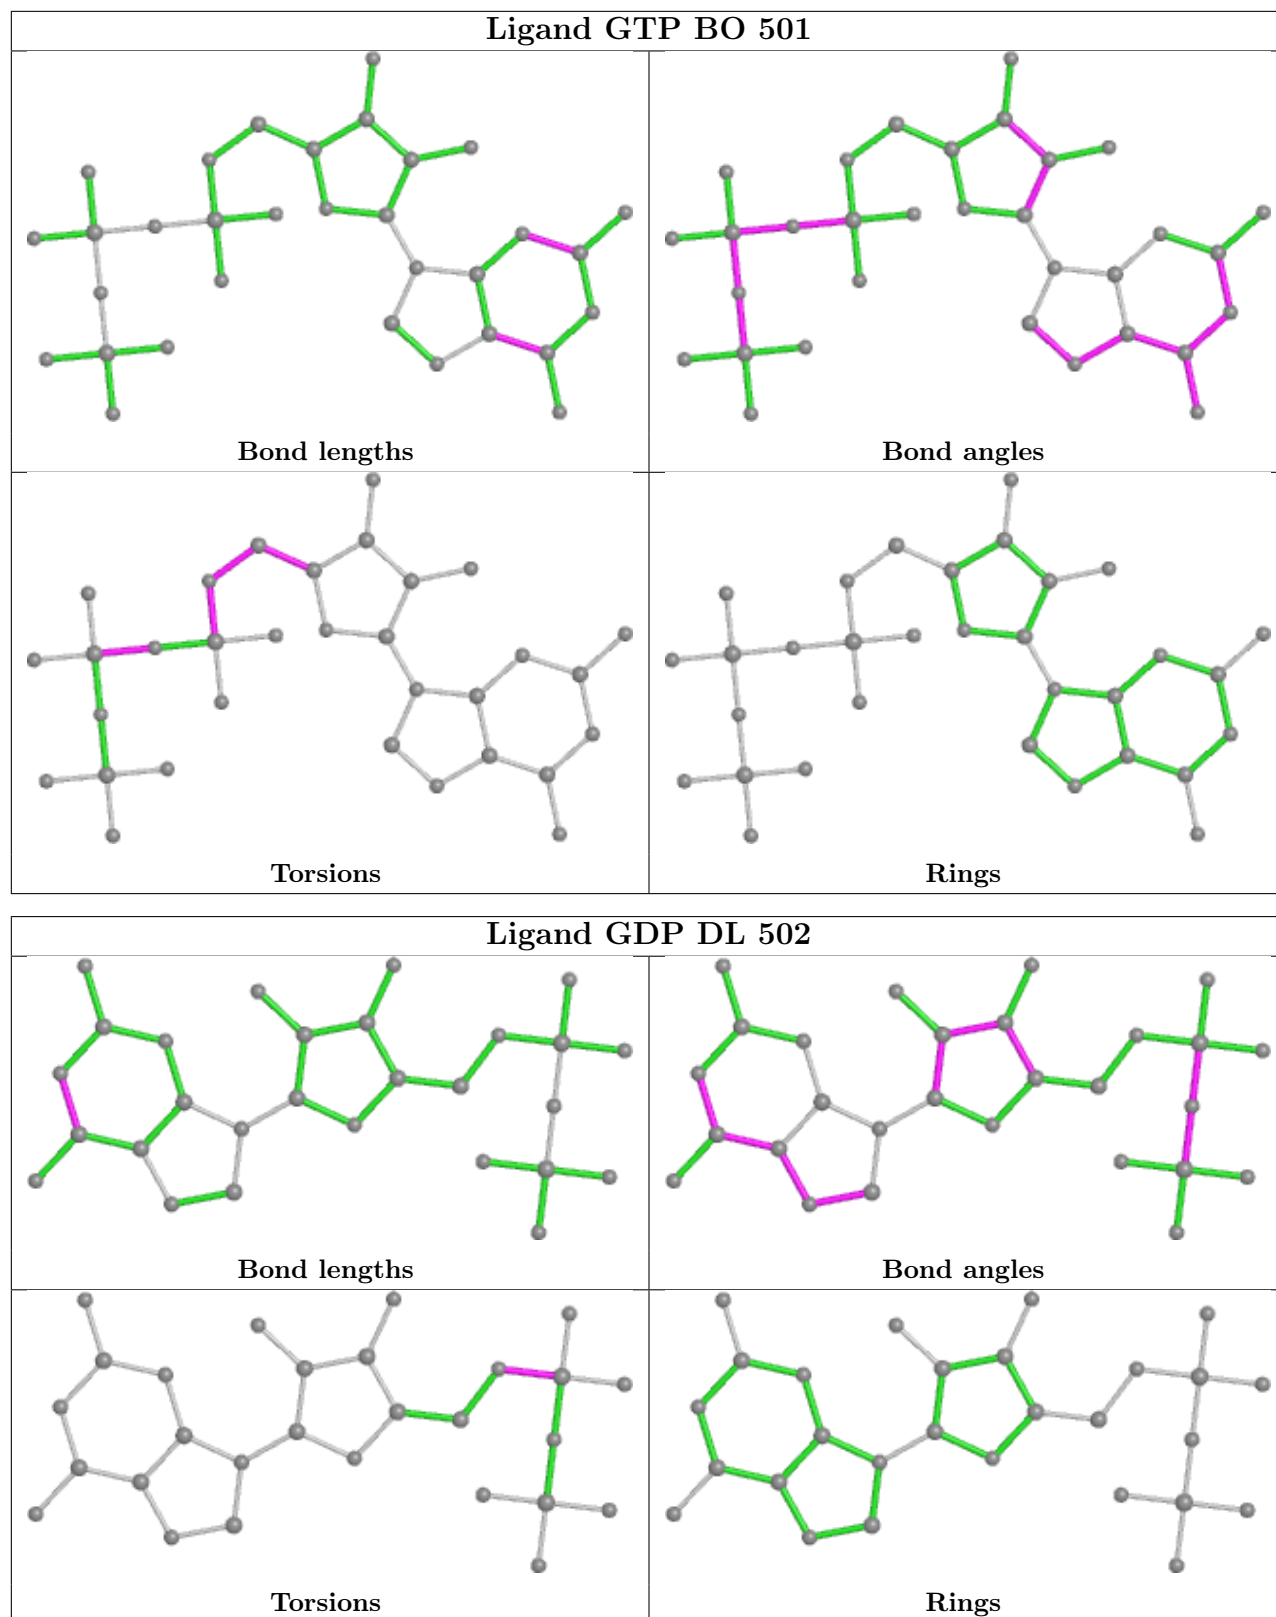 Ligand GTP BO 501
Bond lengths
Bond angles
Torsions
Rings
Ligand GDP DL 502
Bond lengths
Bond angles
Torsions
Rings